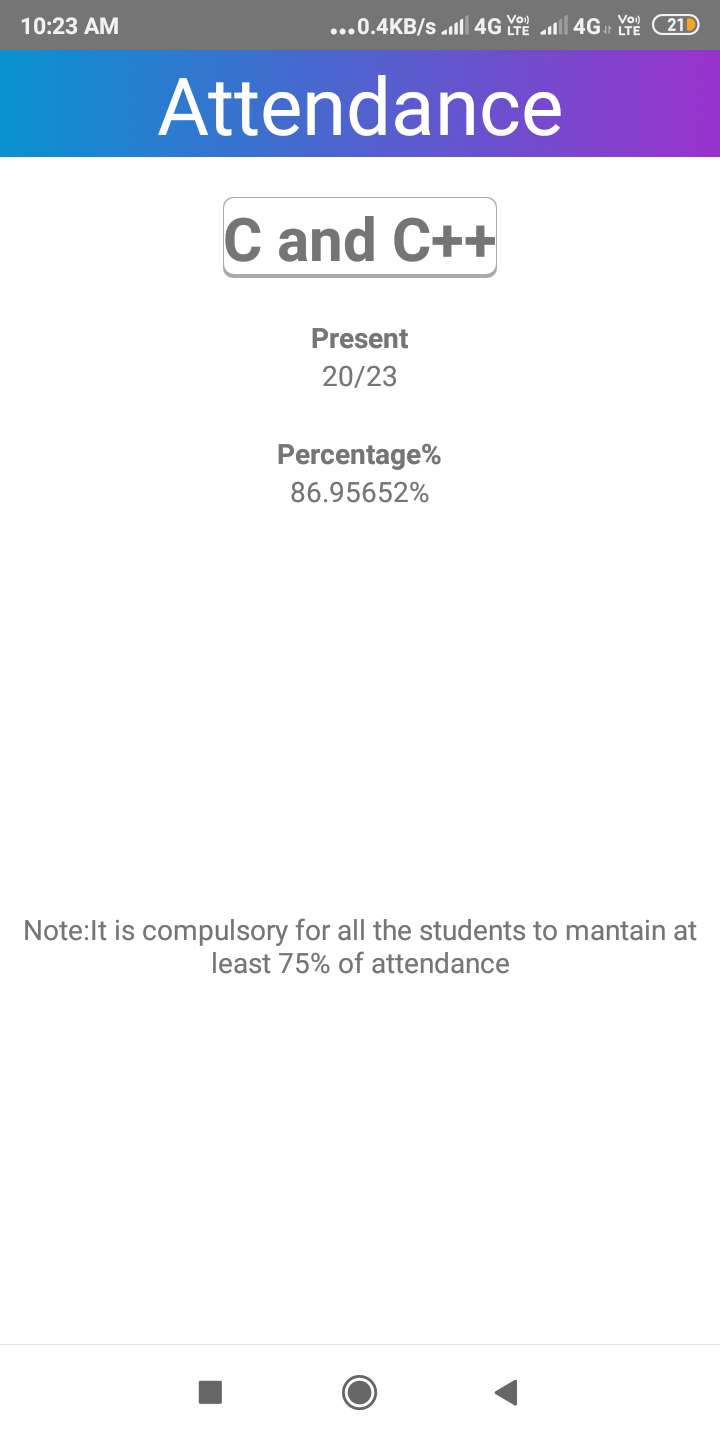 10:23 AM ...0.4KB/s 4G Vo)) LTE 4G Vo)) LTE 21
Attendance
C and C++
Present
20/23
Percentage%
86.95652%
Note:It is compulsory for all the students to mantain at
least 75% of attendance